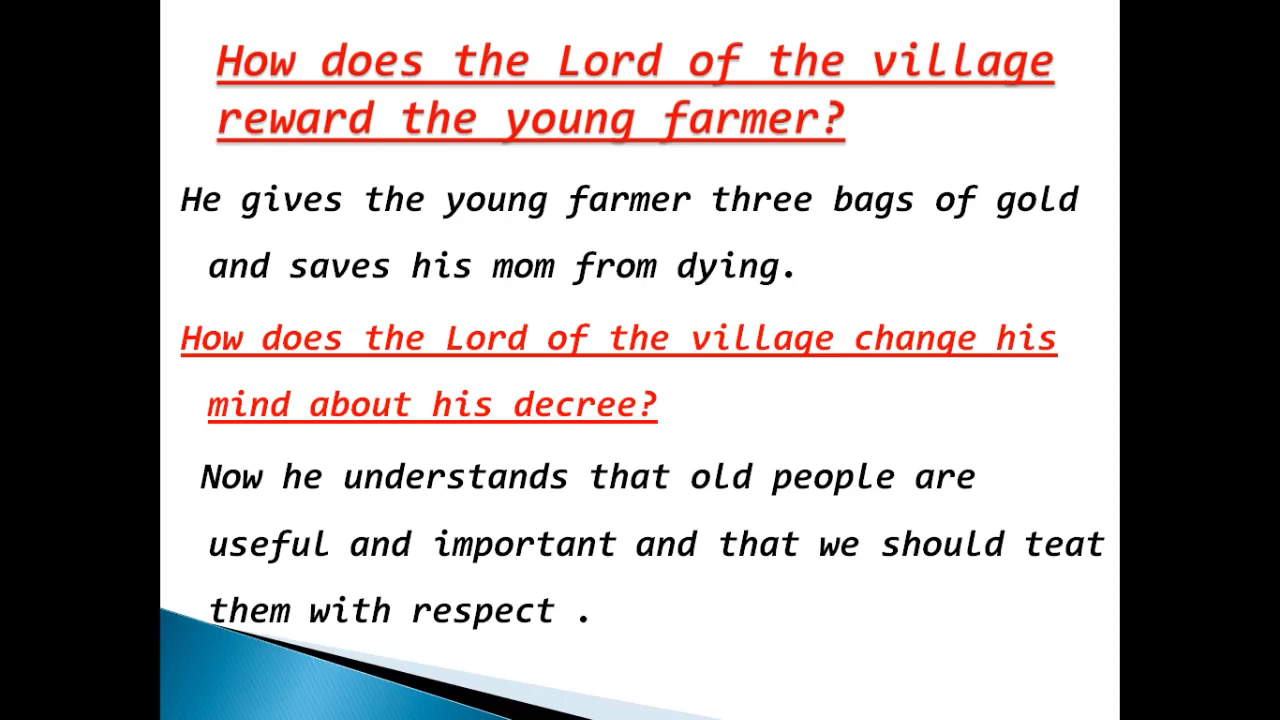 How does the Lord of the village
reward the young farmer?
He gives the young farmer three bags of gold
and saves his mom from dying.
How does the Lord of the village change his
mind about his decree?
Now he understands that old people are
useful and important and that we should teat
them with respect .